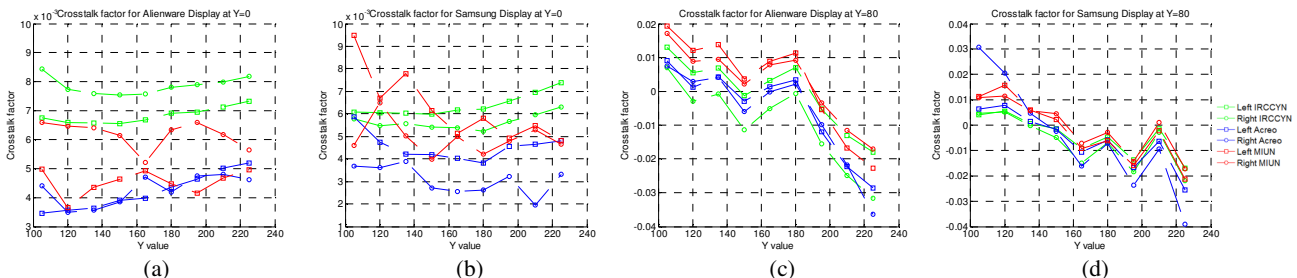 x 10⁻³Crosstalk factor for Alienware Display at Y=0
10
9
8
7
6
5
4
3
100 120 140 160 180 200 220 240
Crosstalk factor
Y value
(a)
x 10⁻³Crosstalk factor for Samsung Display at Y=0
10
9
8
7
6
5
4
3
2
1
100 120 140 160 180 200 220 240
Crosstalk factor
Y value
(b)
Crosstalk factor for Alienware Display at Y=80
0.02
0.01
0
-0.01
-0.02
-0.03
-0.04
100 120 140 160 180 200 220 240
Crosstalk factor
Y value
(c)
Crosstalk factor for Samsung Display at Y=80
0.04
0.03
0.02
0.01
0
-0.01
-0.02
-0.03
-0.04
100 120 140 160 180 200 220 240
Crosstalk factor
Y value
(d)
Left IRCCYN
Right IRCCYN
Left Acreo
Right Acreo
Left MIUN
Right MIUN